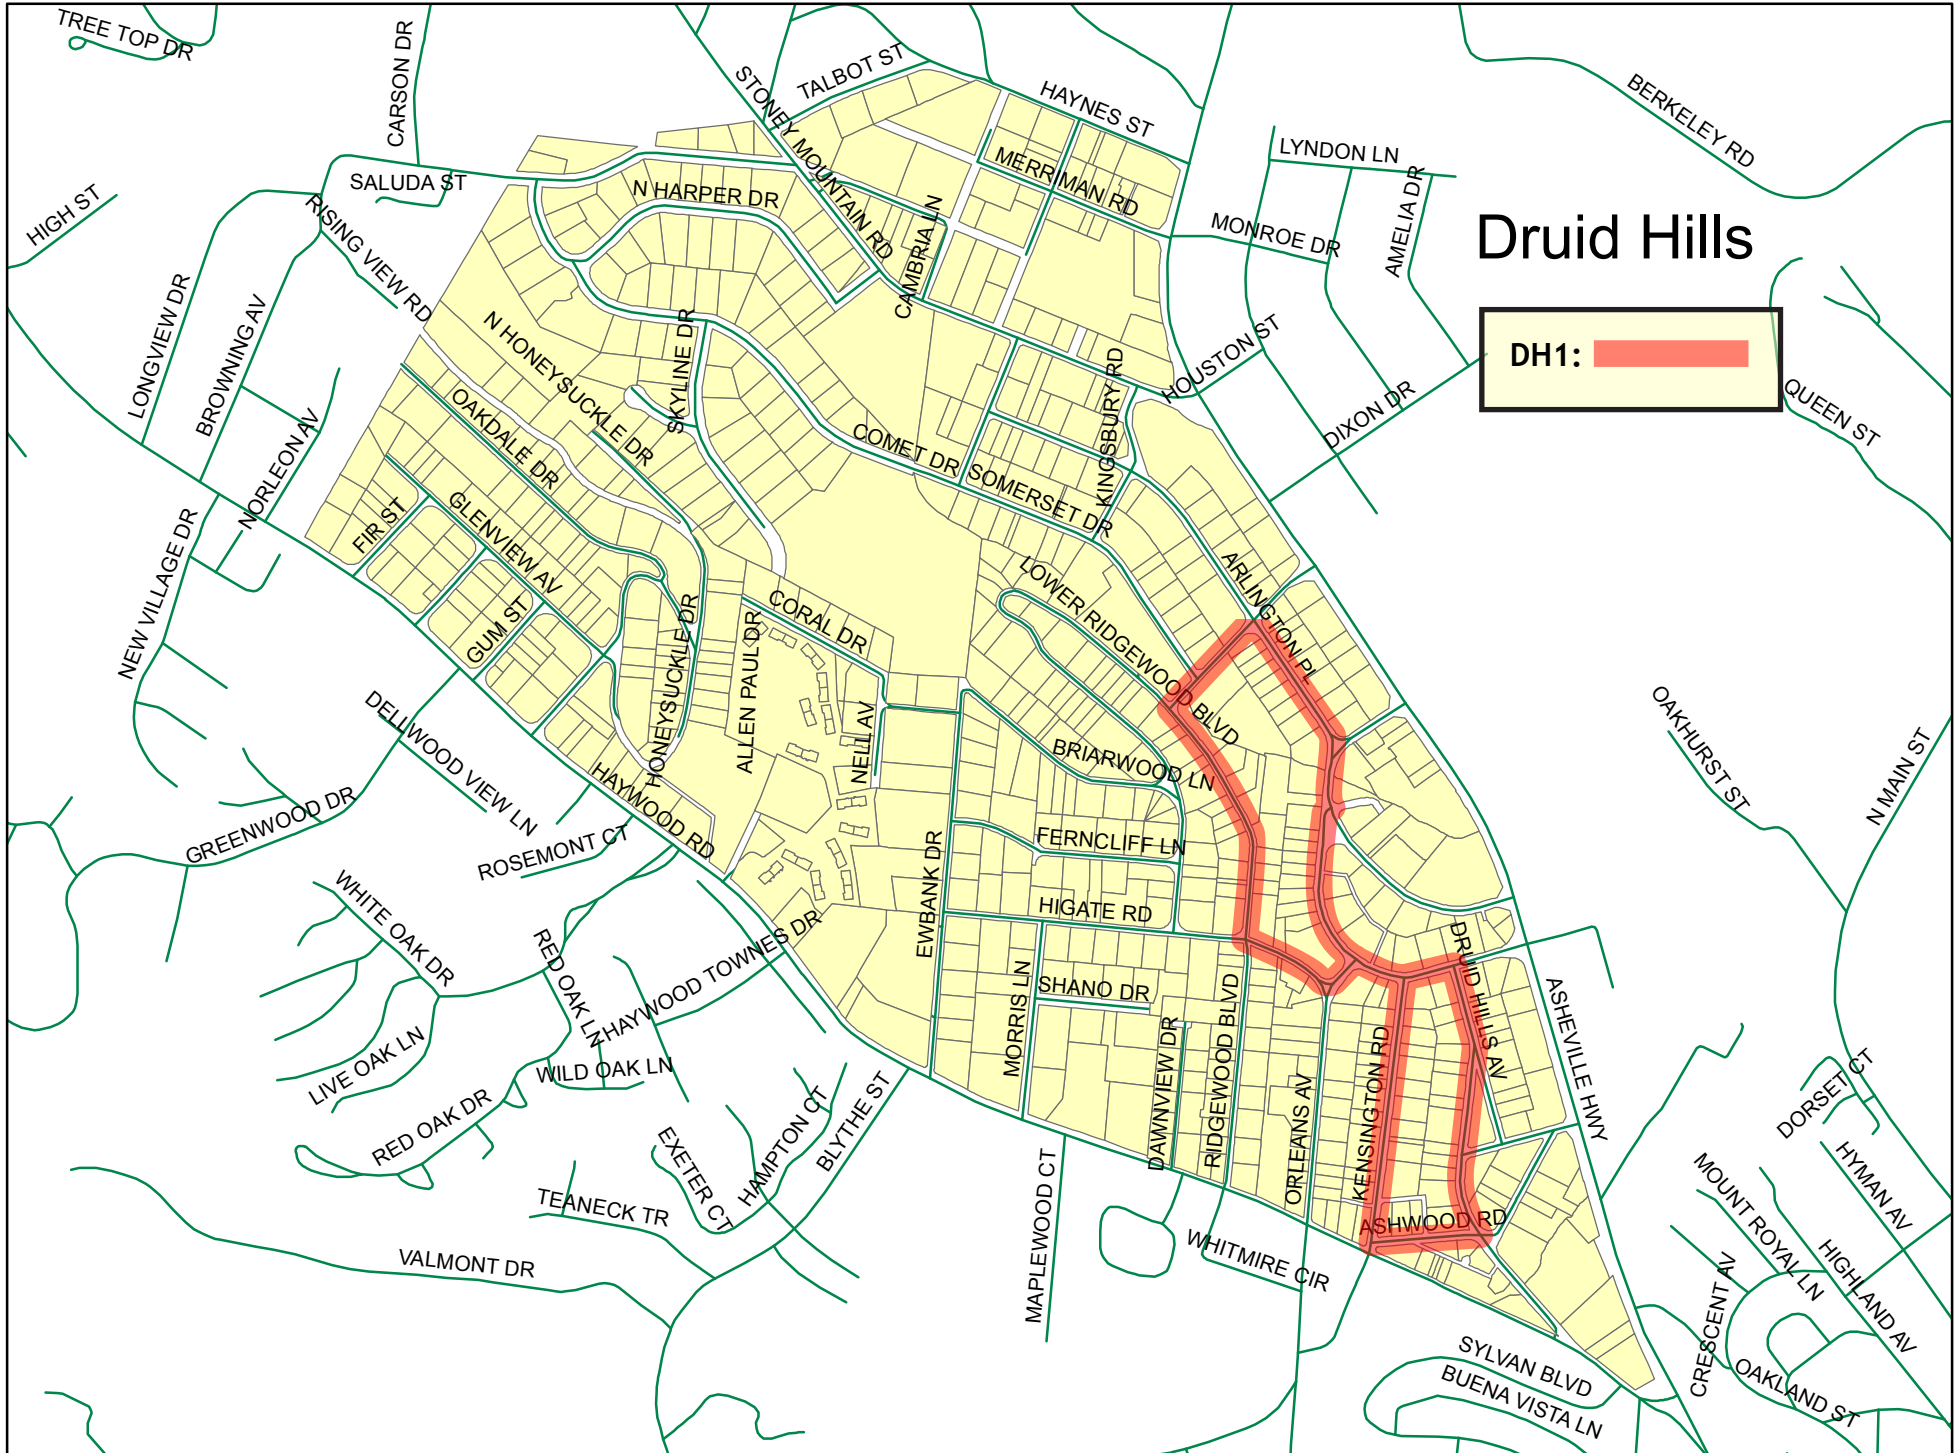 TREE TOP DR
CARSON DR
STONEY MOUNTAIN RD
TALBOT ST
HAYNES ST
BERKELEY RD
LYNDON LN
MERRIMAN RD
AMELIA DR
SALUDA ST
N HARPER DR
HIGH ST
RISING VIEW RD
CAMBRIA LN
MONROE DR
Druid Hills
DH1:
LONGVIEW DR
BROWNING AV
N HONEYSUCKLE DR
SKYLINE DR
KINGSBURY RD
HOUSTON ST
DIXON DR
QUEEN ST
NORLEON AV
OAKDALE DR
COMET DR
SOMERSET DR
NEW VILLAGE DR
FIR ST
GLENVIEW AV
GUM ST
LOWER RIDGEWOOD BLVD
ARLINGTON PL
CORAL DR
HONEYSUCKLE DR
ALLEN PAUL DR
NELL AV
BRIARWOOD LN
OAKHURST ST
N MAIN ST
DELLWOOD VIEW LN
GREENWOOD DR
HAYWOOD RD
ROSEMONT CT
FERNCLIFF LN
EWBANK DR
HIGATE RD
WHITE OAK DR
RED OAK LN
HAYWOOD TOWNES DR
MORRIS LN
SHANO DR
DAWNVIEW DR
RIDGEWOOD BLVD
ORLEANS AV
KENSINGTON RD
DRUID HILLS AV
ASHEVILLE HWY
LIVE OAK LN
WILD OAK LN
RED OAK DR
EXETER CT
HAMPTON CT
BLYTHE ST
DORSET CT
HYMAN AV
MOUNT ROYAL LN
HIGHLAND AV
TEANECK TR
VALMONT DR
MAPLEWOOD CT
WHITMIRE CIR
ASHWOOD RD
CRESCENT AV
SYLVAN BLVD
BUENA VISTA LN
OAKLAND ST